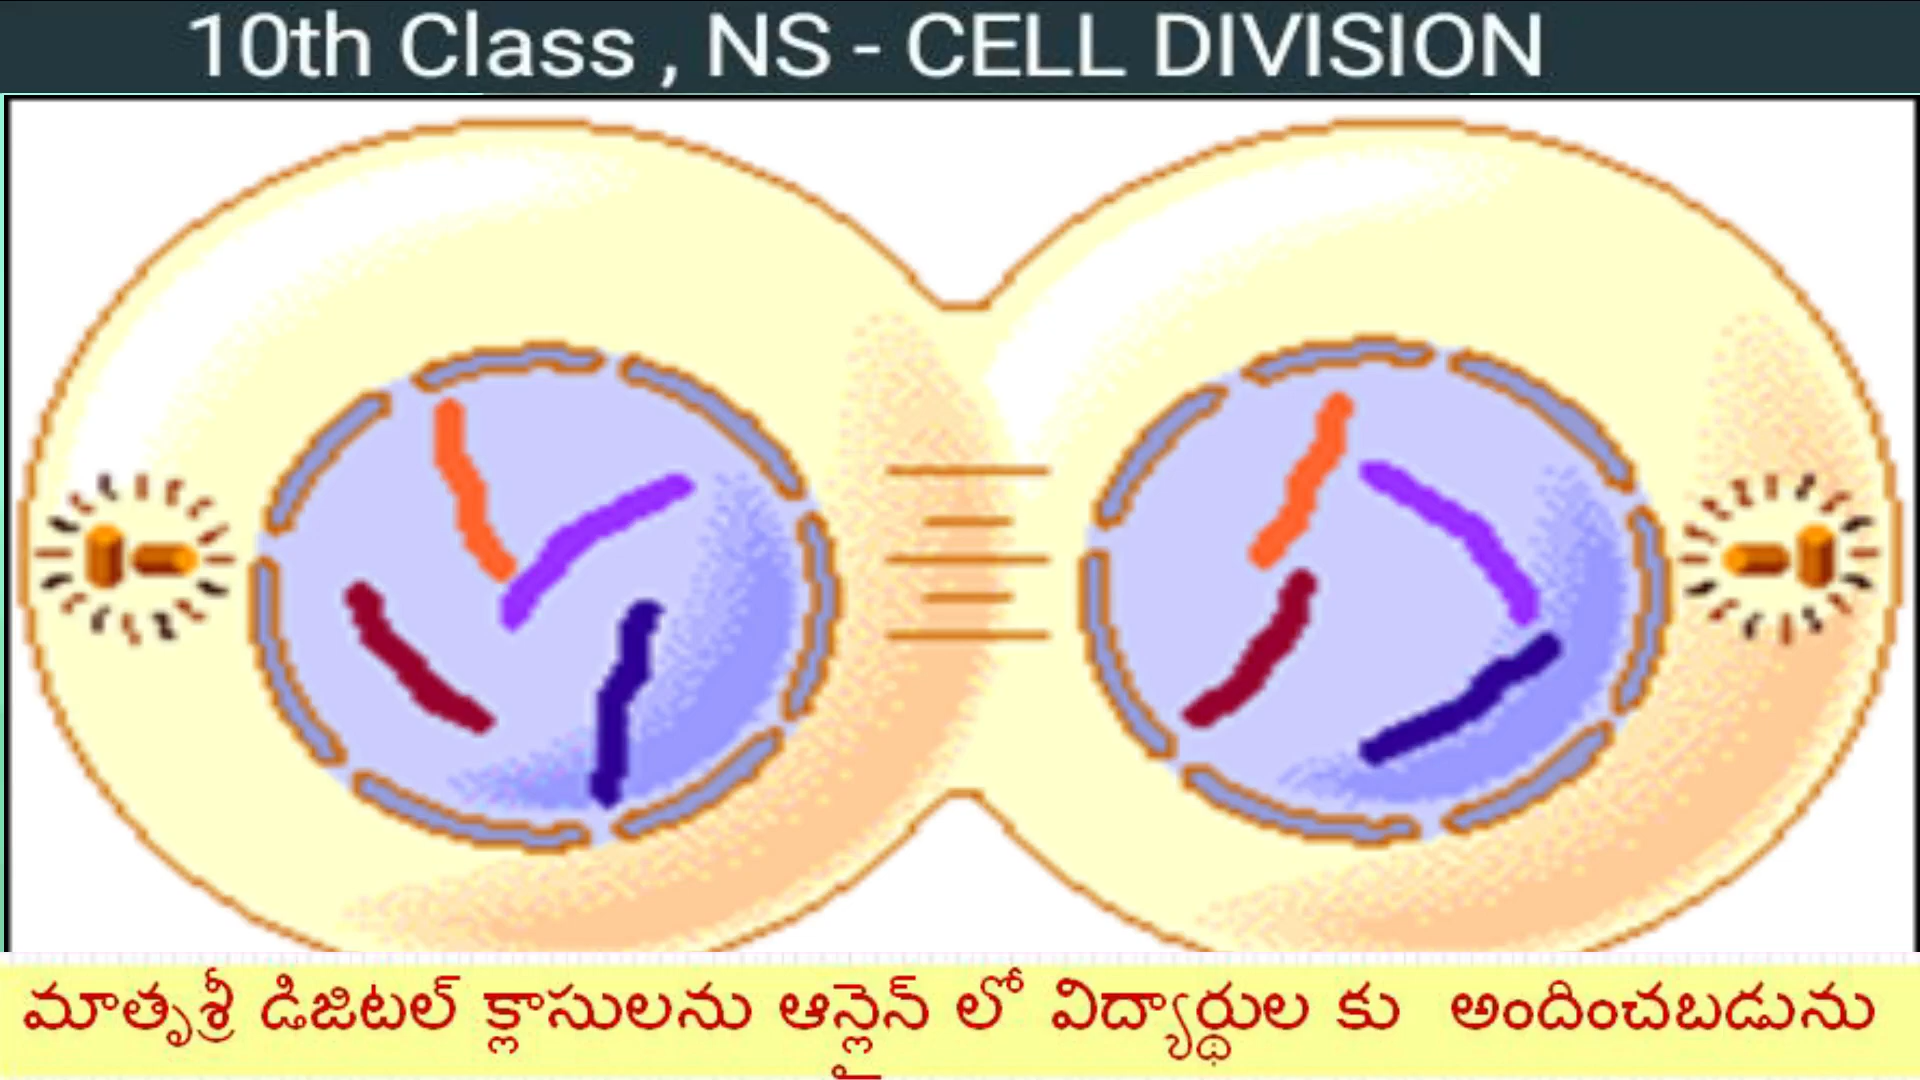 10th Class , NS - CELL DIVISION
మాతృశ్రీ డిజిటల్ క్లాసులను ఆన్లైన్ లో విద్యార్థుల కు అందించబడును